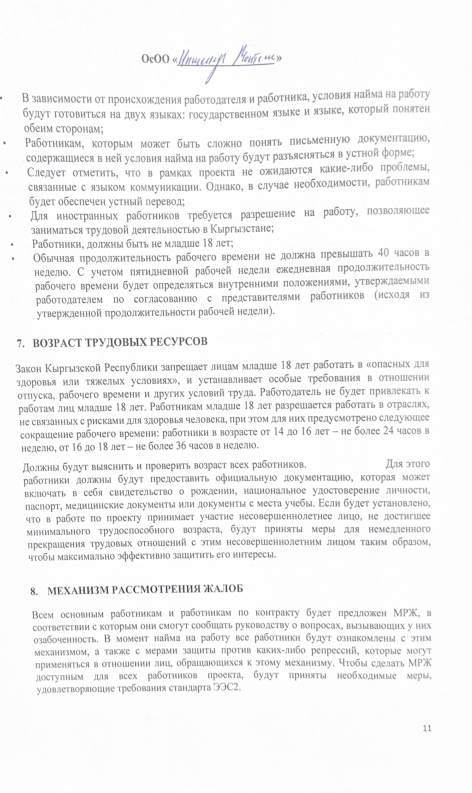 ОсОО «Инженер Монтаж»
• В зависимости от происхождения работодателя и работника, условия найма на работу
будут готовиться на двух языках: государственном языке и языке, который понятен
обеим сторонам;
• Работникам, которым может быть сложно понять письменную документацию,
содержащиеся в ней условия найма на работу будут разъясняться в устной форме;
• Следует отметить, что в рамках проекта не ожидаются какие-либо проблемы,
связанные с языком коммуникации. Однако, в случае необходимости, работникам
будет обеспечен устный перевод;
• Для иностранных работников требуется разрешение на работу, позволяющее
заниматься трудовой деятельностью в Кыргызстане;
• Работники, должны быть не младше 18 лет;
• Обычная продолжительность рабочего времени не должна превышать 40 часов в
неделю. С учетом пятидневной рабочей недели ежедневная продолжительность
рабочего времени будет определяться внутренними положениями, утверждаемыми
работодателем по согласованию с представителями работников (исходя из
утвержденной продолжительности рабочей недели).
7. ВОЗРАСТ ТРУДОВЫХ РЕСУРСОВ
Закон Кыргызской Республики запрещает лицам младше 18 лет работать в «опасных для
здоровья или тяжелых условиях», и устанавливает особые требования в отношении
отпуска, рабочего времени и других условий труда. Работодатель не будет привлекать к
работам лиц младше 18 лет. Работникам младше 18 лет разрешается работать в отраслях,
не связанных с рисками для здоровья человека, при этом для них предусмотрено следующее
сокращение рабочего времени: работники в возрасте от 14 до 16 лет – не более 24 часов в
неделю, от 16 до 18 лет – не более 36 часов в неделю.
Должны будут выяснить и проверить возраст всех работников. Для этого
работники должны будут предоставить официальную документацию, которая может
включать в себя свидетельство о рождении, национальное удостоверение личности,
паспорт, медицинские документы или документы с места учебы. Если будет установлено,
что в работе по проекту принимает участие несовершеннолетнее лицо, не достигшее
минимального трудоспособного возраста, будут приняты меры для немедленного
прекращения трудовых отношений с этим несовершеннолетним лицом таким образом,
чтобы максимально эффективно защитить его интересы.
8. МЕХАНИЗМ РАССМОТРЕНИЯ ЖАЛОБ
Всем основным работникам и работникам по контракту будет предложен МРЖ, в
соответствии с которым они смогут сообщать руководству о вопросах, вызывающих у них
озабоченность. В момент найма на работу все работники будут ознакомлены с этим
механизмом, а также с мерами защиты против каких-либо репрессий, которые могут
применяться в отношении лиц, обращающихся к этому механизму. Чтобы сделать МРЖ
доступным для всех работников проекта, будут приняты необходимые меры,
удовлетворяющие требования стандарта ЭЭС2.
11